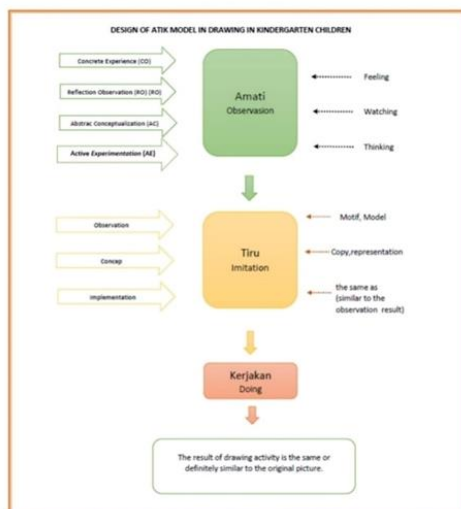 DESIGN OF ATIK MODEL IN DRAWING IN KINDERGARTEN CHILDREN
Concrete Experience (CO)
Reflection Observation (RO) (RO)
Abstrac Conceptualization (AC)
Active Experimentation (AE)
Amati
Observasion
Feeling
Watching
Thinking
Observation
Concep
Implementation
Tiru
Imitation
Motif, Model
Copy,representation
the same as
(similar to the
observation result)
Kerjakan
Doing
The result of drawing activity is the same or
definitely similar to the original picture.